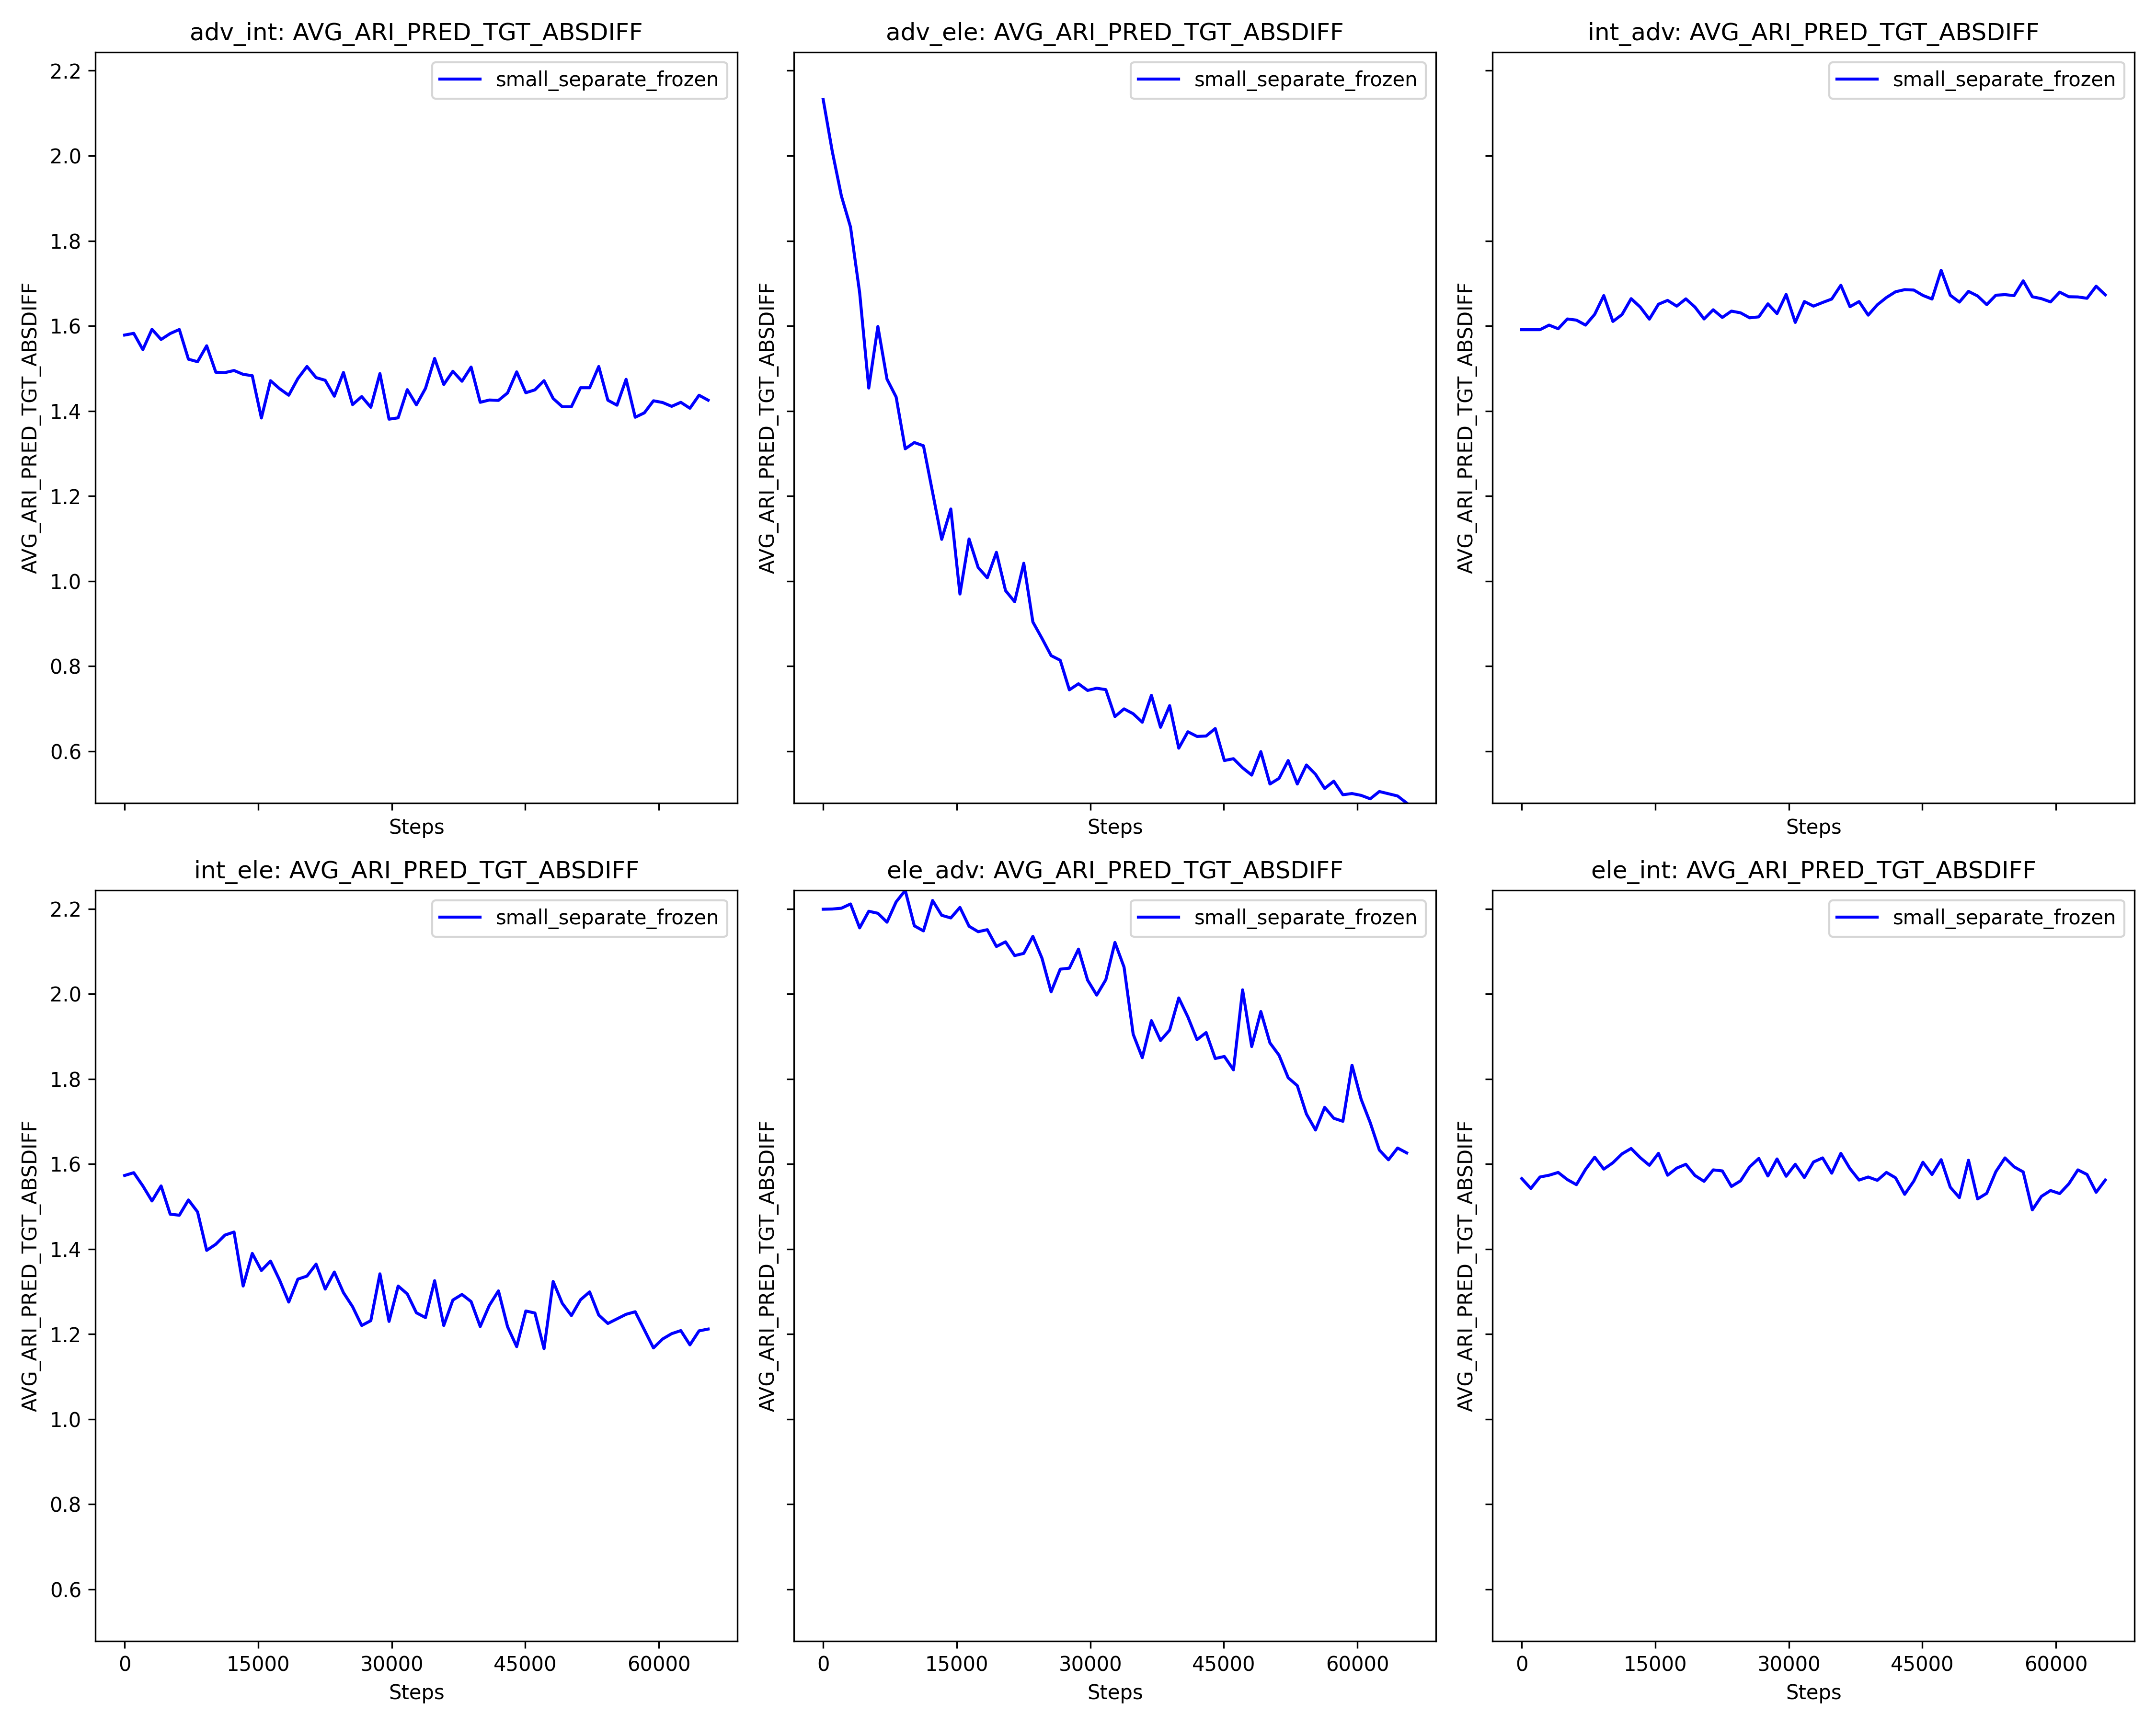 adv_int: AVG_ARI_PRED_TGT_ABSDIFF
adv_ele: AVG_ARI_PRED_TGT_ABSDIFF
int_adv: AVG_ARI_PRED_TGT_ABSDIFF
small_separate_frozen
small_separate_frozen
small_separate_frozen
2.2
2.0
1.8
1.6
1.4
1.2
1.0
0.8
0.6
AVG_ARI_PRED_TGT_ABSDIFF
AVG_ARI_PRED_TGT_ABSDIFF
AVG_ARI_PRED_TGT_ABSDIFF
Steps
Steps
Steps
int_ele: AVG_ARI_PRED_TGT_ABSDIFF
ele_adv: AVG_ARI_PRED_TGT_ABSDIFF
ele_int: AVG_ARI_PRED_TGT_ABSDIFF
small_separate_frozen
small_separate_frozen
small_separate_frozen
2.2
2.0
1.8
1.6
1.4
1.2
1.0
0.8
0.6
AVG_ARI_PRED_TGT_ABSDIFF
AVG_ARI_PRED_TGT_ABSDIFF
AVG_ARI_PRED_TGT_ABSDIFF
0 15000 30000 45000 60000
0 15000 30000 45000 60000
0 15000 30000 45000 60000
Steps
Steps
Steps